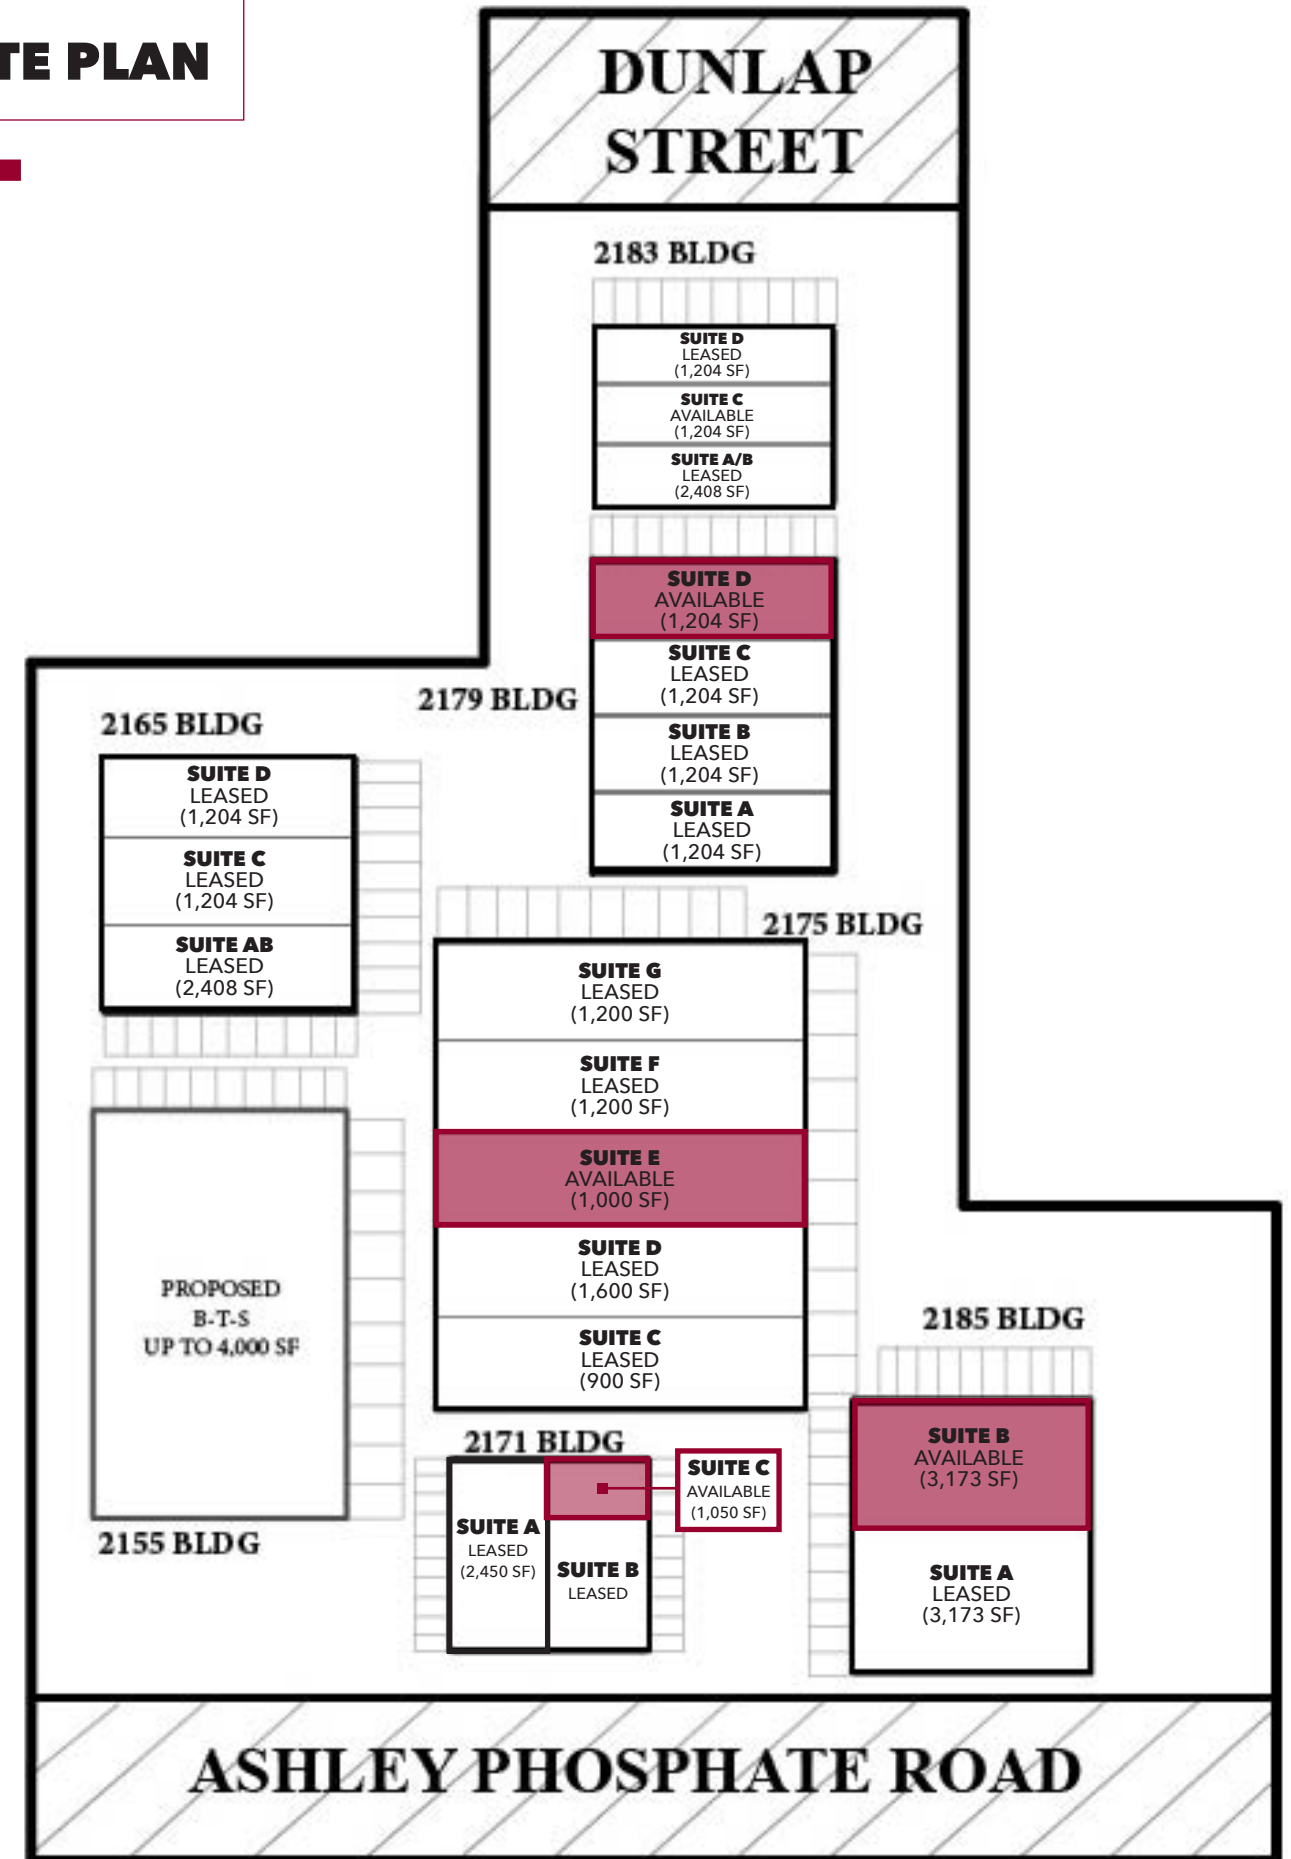 TE PLAN
DUNLAP
STREET
2183 BLDG
SUITE D
LEASED
(1,204 SF)
SUITE C
AVAILABLE
(1,204 SF)
SUITE A/B
LEASED
(2,408 SF)
2179 BLDG
SUITE D
AVAILABLE
(1,204 SF)
SUITE C
LEASED
(1,204 SF)
SUITE B
LEASED
(1,204 SF)
SUITE A
LEASED
(1,204 SF)
2165 BLDG
SUITE D
LEASED
(1,204 SF)
SUITE C
LEASED
(1,204 SF)
SUITE AB
LEASED
(2,408 SF)
2175 BLDG
SUITE G
LEASED
(1,200 SF)
SUITE F
LEASED
(1,200 SF)
SUITE E
AVAILABLE
(1,000 SF)
SUITE D
LEASED
(1,600 SF)
SUITE C
LEASED
(900 SF)
PROPOSED
B-T-S
UP TO 4,000 SF
2155 BLDG
2171 BLDG
SUITE A
LEASED
(2,450 SF)
SUITE C
AVAILABLE
(1,050 SF)
SUITE B
LEASED
2185 BLDG
SUITE B
AVAILABLE
(3,173 SF)
SUITE A
LEASED
(3,173 SF)
ASHLEY PHOSPHATE ROAD